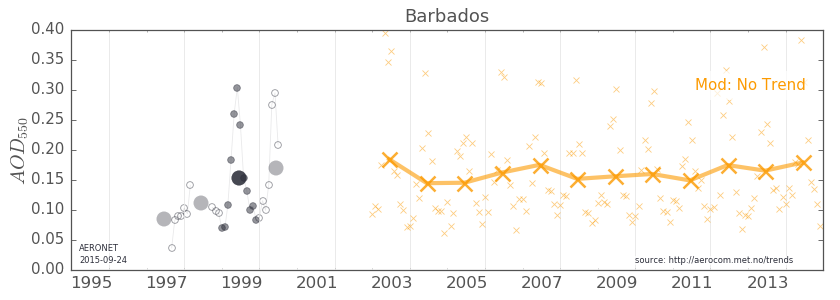 Barbados
0.40
0.35
0.30
0.25
0.20
0.15
0.10
0.05
0.00
AOD550
Mod: No Trend
AERONET
2015-09-24
source: http://aerocom.met.no/trends
1995 1997 1999 2001 2003 2005 2007 2009 2011 2013